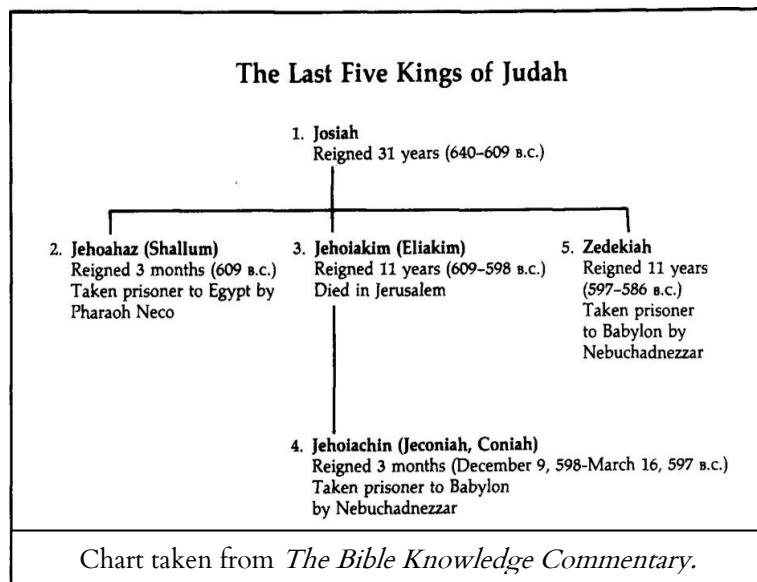 The Last Five Kings of Judah
1. Josiah
Reigned 31 years (640–609 B.C.)
2. Jehoahaz (Shallum)
Reigned 3 months (609 B.C.)
Taken prisoner to Egypt by
Pharaoh Neco
3. Jehoiakim (Eliakim)
Reigned 11 years (609–598 B.C.)
Died in Jerusalem
5. Zedekiah
Reigned 11 years
(597–586 B.C.)
Taken prisoner
to Babylon by
Nebuchadnezzar
4. Jehoiachin (Jeconiah, Coniah)
Reigned 3 months (December 9, 598-March 16, 597 B.C.)
Taken prisoner to Babylon
by Nebuchadnezzar
Chart taken from The Bible Knowledge Commentary.